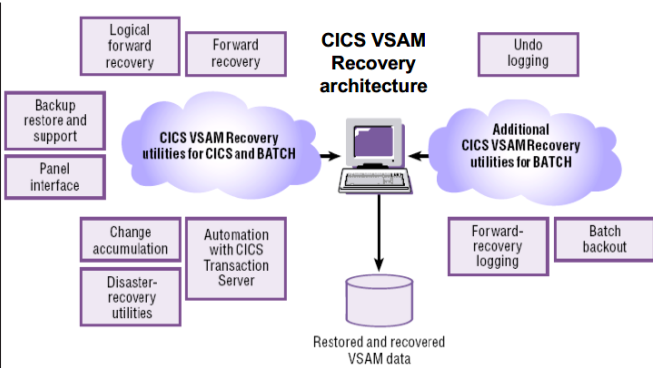 CICS VSAM
Recovery
architecture
Logical
forward
recovery
Forward
recovery
Undo
logging
Backup
restore and
support
Panel
interface
CICS VSAM Recovery
utilities for CICS and BATCH
Additional
CICS VSAM Recovery
utilities for BATCH
Change
accumulation
Disaster-
recovery
utilities
Automation
with CICS
Transaction
Server
Forward-
recovery
logging
Batch
backout
Restored and recovered
VSAM data